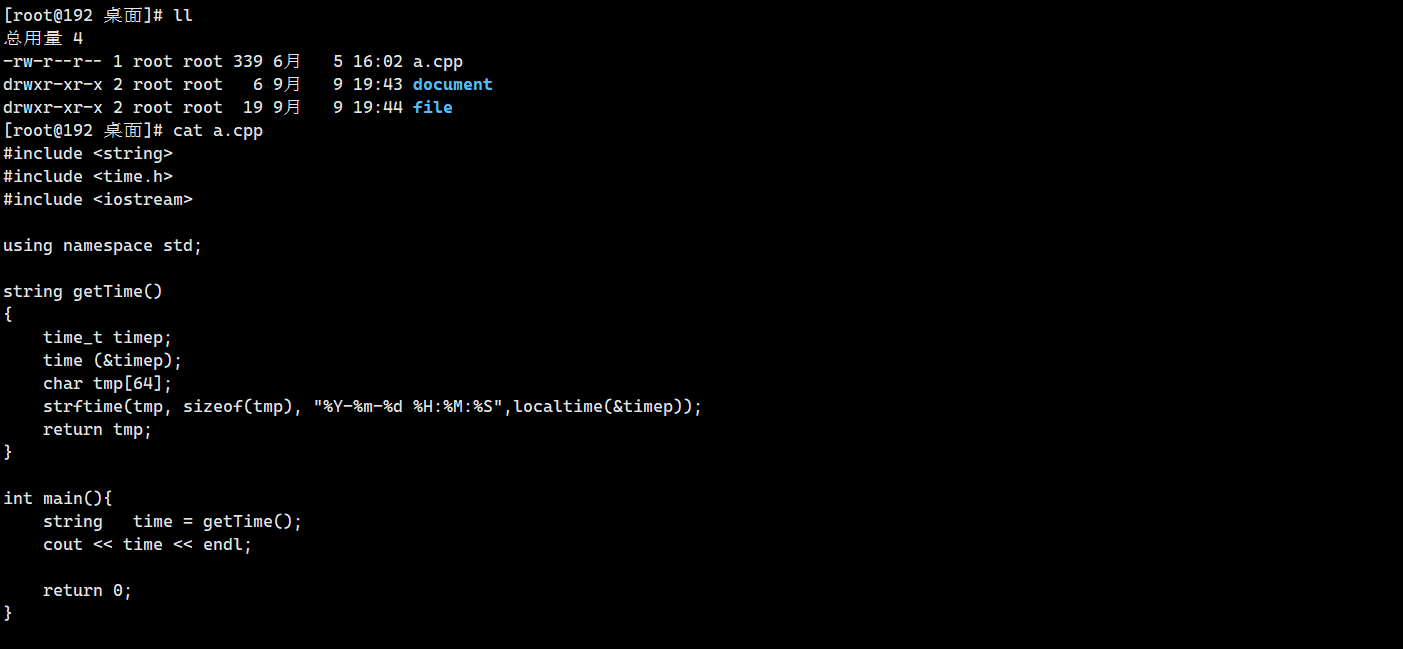 [root@192 桌面]# ll
总用量 4
-rw-r--r-- 1 root root 339 6月   5 16:02 a.cpp
drwxr-xr-x 2 root root   6 9月   9 19:43 document
drwxr-xr-x 2 root root  19 9月   9 19:44 file
[root@192 桌面]# cat a.cpp
#include <string>
#include <time.h>
#include <iostream>

using namespace std;

string getTime()
{
    time_t timep;
    time (&timep);
    char tmp[64];
    strftime(tmp, sizeof(tmp), "%Y-%m-%d %H:%M:%S",localtime(&timep));
    return tmp;
}

int main(){
    string   time = getTime();
    cout << time << endl;

    return 0;
}